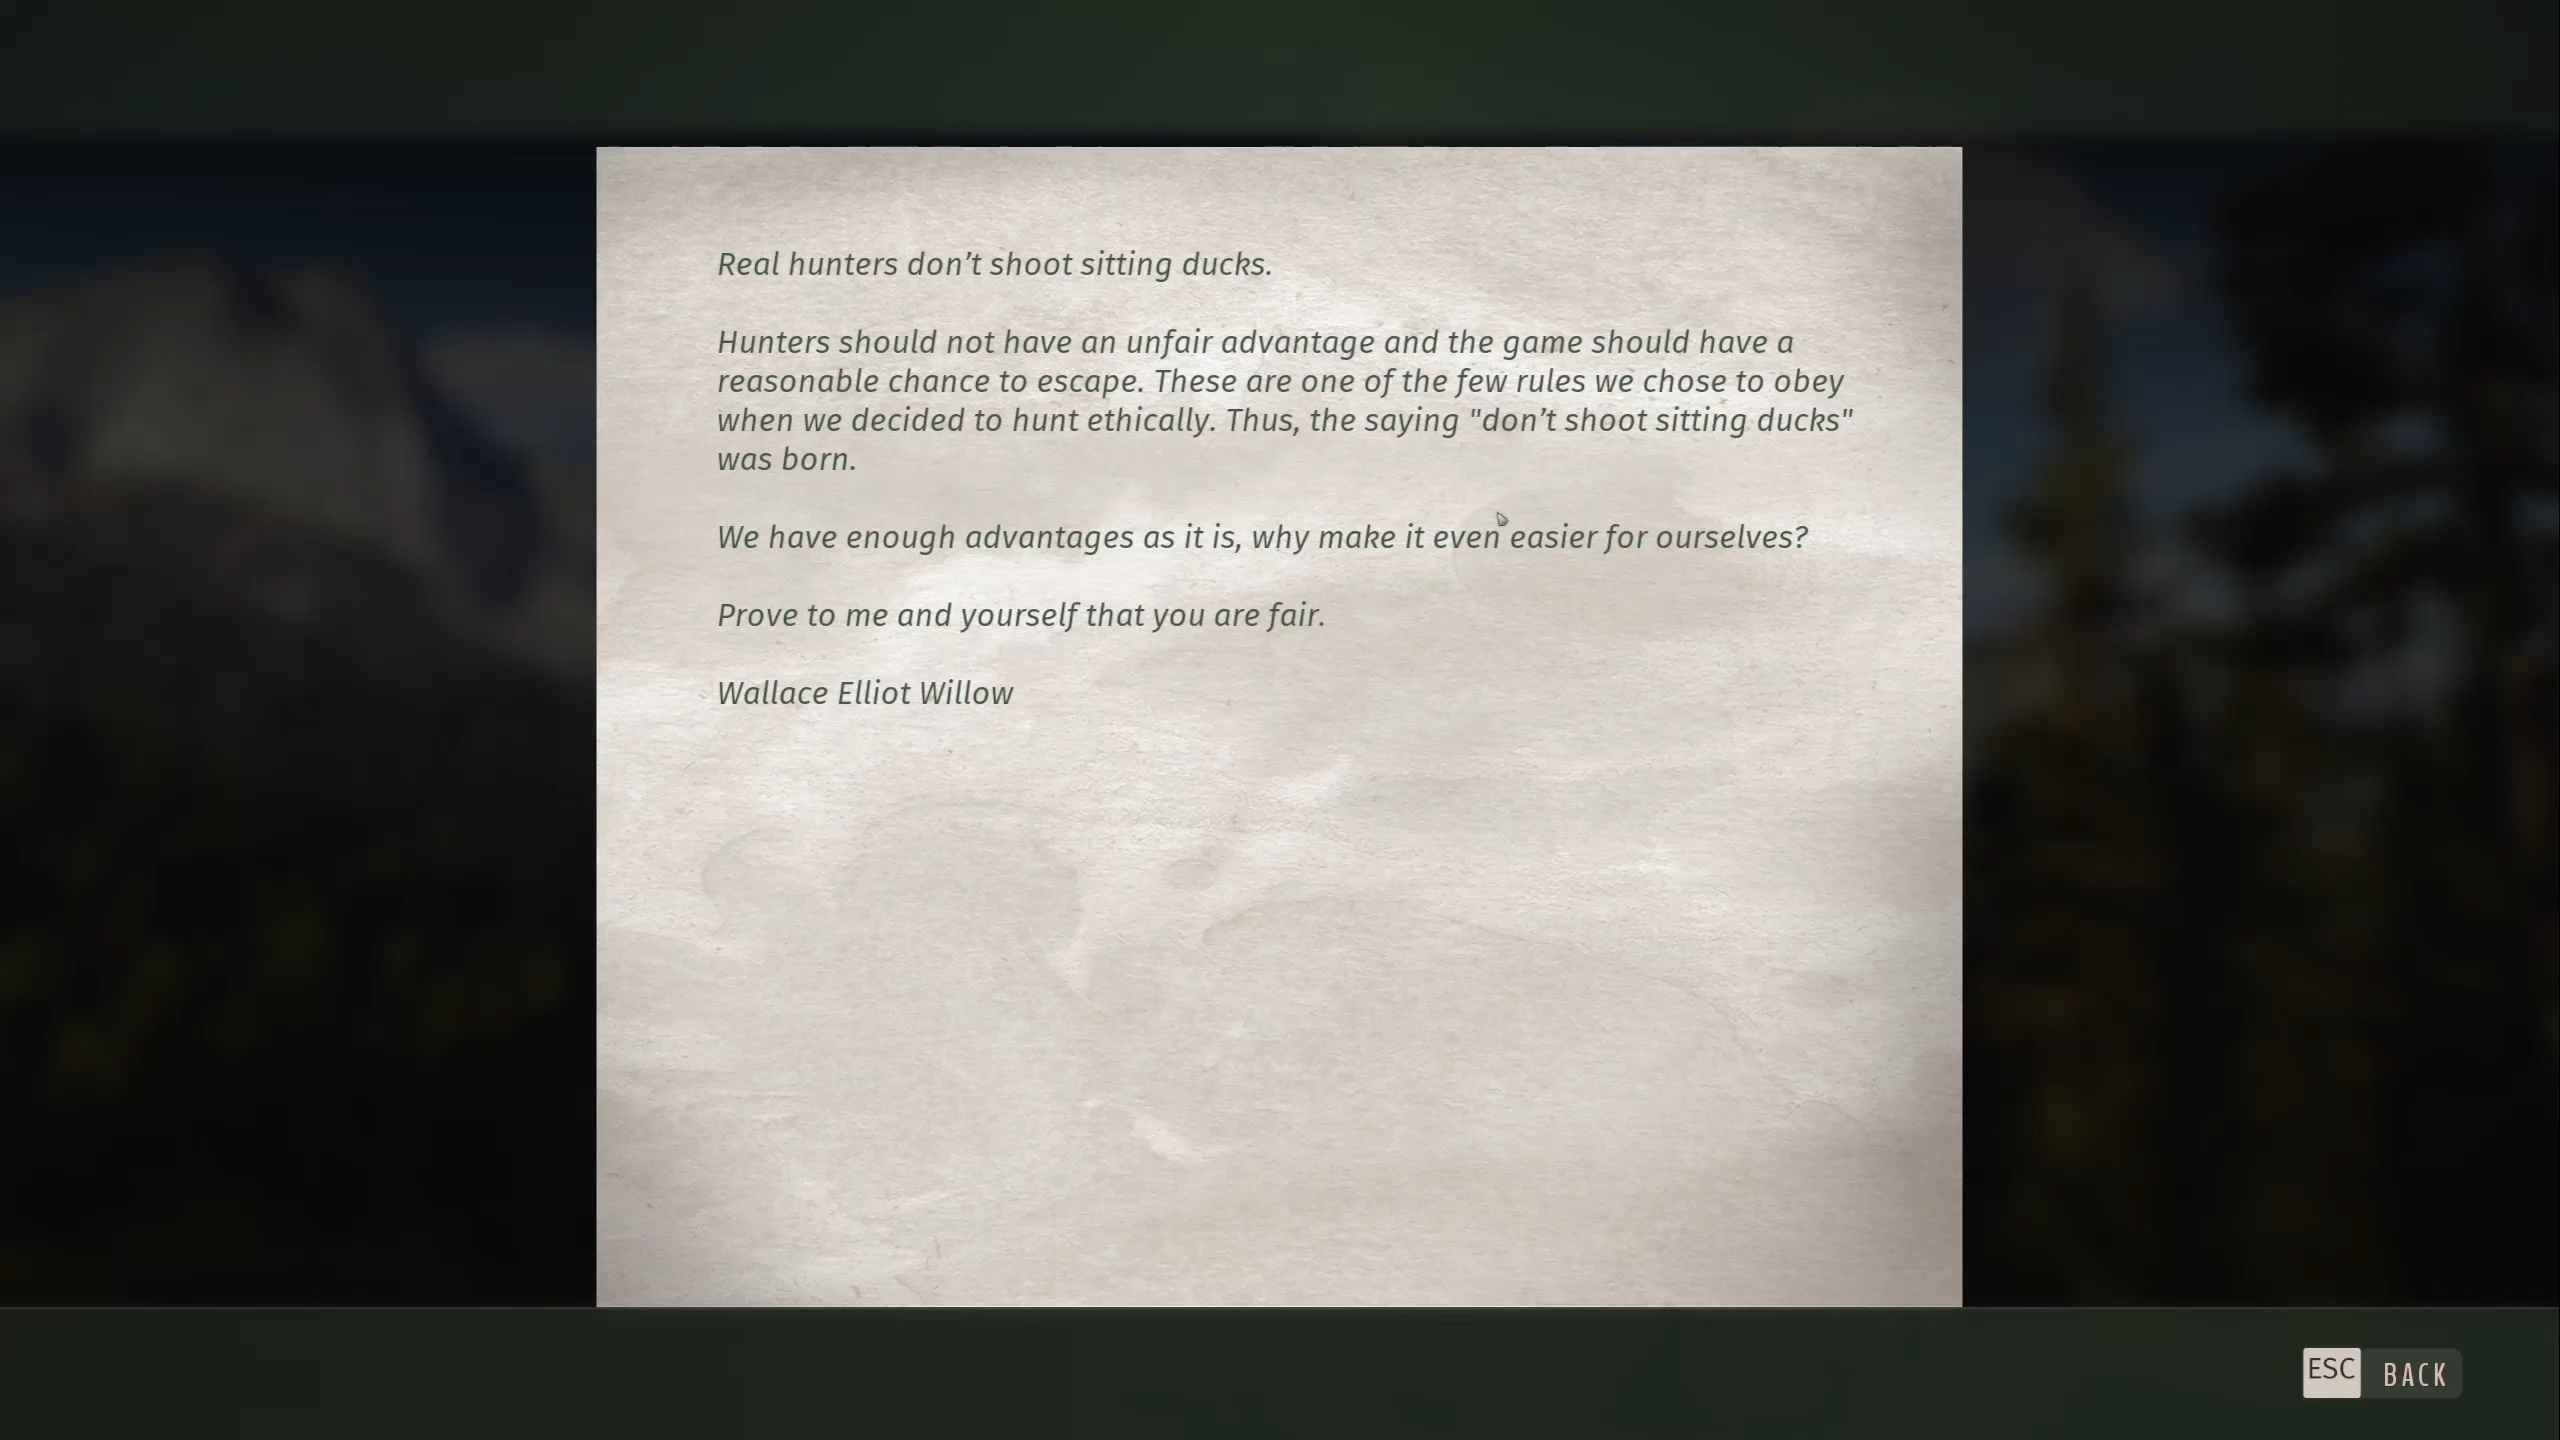 Real hunters don’t shoot sitting ducks.
Hunters should not have an unfair advantage and the game should have a
reasonable chance to escape. These are one of the few rules we chose to obey
when we decided to hunt ethically. Thus, the saying "don’t shoot sitting ducks"
was born.
We have enough advantages as it is, why make it even easier for ourselves?
Prove to me and yourself that you are fair.
Wallace Elliot Willow
ESC BACK